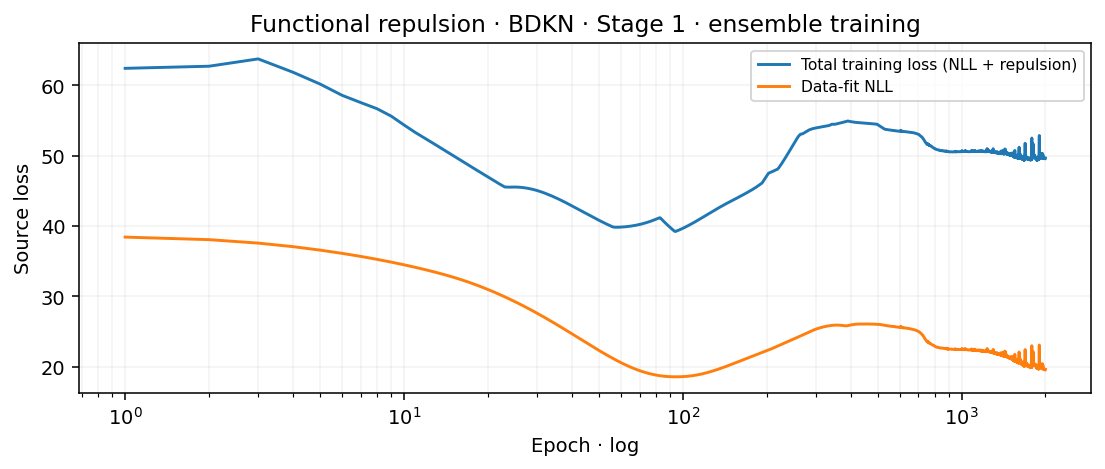 Functional repulsion · BDKN · Stage 1 · ensemble training
Total training loss (NLL + repulsion)
Data-fit NLL
Source loss
60
50
40
30
20
10⁰
10¹
10²
10³
Epoch · log